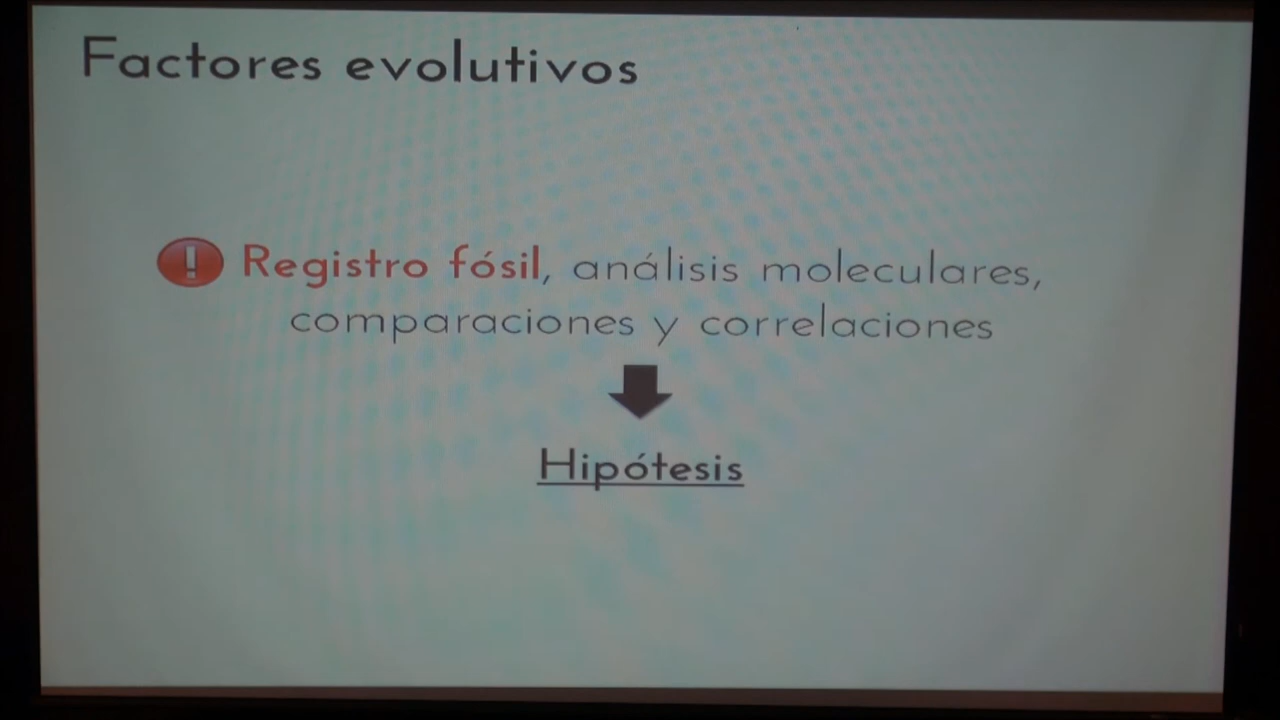 Factores evolutivos
! Registro fósil, análisis moleculares,
comparaciones y correlaciones
Hipótesis